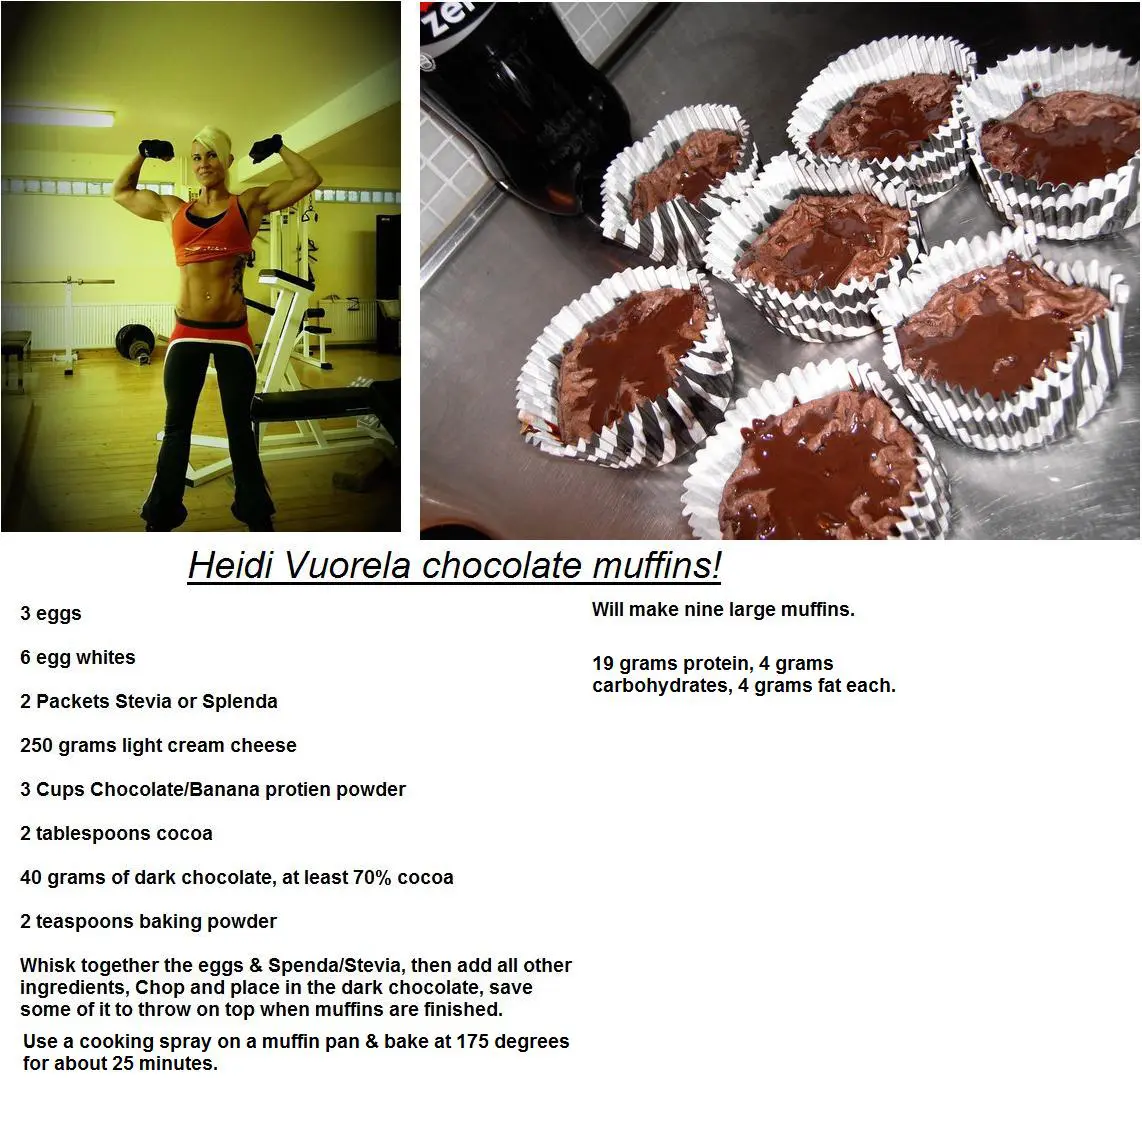 zer
Heidi Vuorela chocolate muffins!
3 eggs
6 egg whites
2 Packets Stevia or Splenda
250 grams light cream cheese
3 Cups Chocolate/Banana protien powder
2 tablespoons cocoa
40 grams of dark chocolate, at least 70% cocoa
2 teaspoons baking powder
Whisk together the eggs & Spenda/Stevia, then add all other
ingredients, Chop and place in the dark chocolate, save
some of it to throw on top when muffins are finished.
Use a cooking spray on a muffin pan & bake at 175 degrees
for about 25 minutes.
Will make nine large muffins.
19 grams protein, 4 grams
carbohydrates, 4 grams fat each.